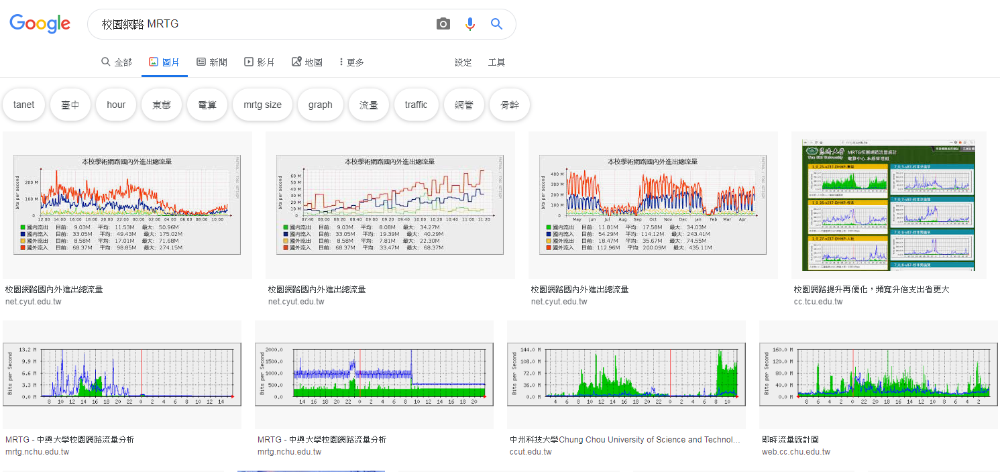 Google
校園網路 MRTG
全部 圖片 新聞 影片 地圖 更多 設定 工具
tanet 臺中 hour 東華 電算 mrtg size graph 流量 traffic 網管 骨幹
本校學術網路國內外進出總流量
bits per second
200 M
100 M
0
12:00 14:00 16:00 18:00 20:00 22:00 00:00 02:00 04:00 06:00 08:00 10:00
國內流出 目前: 9.03M 平均: 11.53M 最大: 50.96M
國內流入 目前: 33.05M 平均: 49.43M 最大: 175.02M
國外流出 目前: 8.58M 平均: 17.01M 最大: 71.68M
國外流入 目前: 68.37M 平均: 98.85M 最大: 274.15M
校園網路國內外進出總流量
net.cyut.edu.tw
本校學術網路國內外進出總流量
bits per second
60 M
50 M
40 M
30 M
20 M
10 M
0
07:40 08:00 08:20 08:40 09:00 09:20 09:40 10:00 10:20 10:40 11:00 11:20
國內流出 目前: 9.03M 平均: 8.08M 最大: 34.27M
國內流入 目前: 33.05M 平均: 19.39M 最大: 40.29M
國外流出 目前: 8.58M 平均: 7.81M 最大: 22.30M
國外流入 目前: 68.37M 平均: 33.47M 最大: 68.37M
校園網路國內外進出總流量
net.cyut.edu.tw
本校學術網路國內外進出總流量
bits per second
400 M
300 M
200 M
100 M
0
May Jun Jul Aug Sep Oct Nov Dec Jan Feb Mar Apr
國內流出 目前: 11.81M 平均: 17.58M 最大: 34.03M
國內流入 目前: 54.29M 平均: 114.12M 最大: 243.41M
國外流出 目前: 18.47M 平均: 35.67M 最大: 74.55M
國外流入 目前: 112.96M 平均: 200.09M 最大: 435.11M
校園網路國內外進出總流量
net.cyut.edu.tw
慈濟大學
Tzu Chi University
MRTG校園網路流量統計
電算中心.系統管理組
校園網路提升再優化，頻寬升倍支出省更大
cc.tcu.edu.tw
Bits per Second
13.2 M
9.9 M
6.6 M
3.3 M
0.0 M
8 10 12 14 16 18 20 22 0 2 4 6 8 10 12 14
MRTG - 中興大學校園網路流量分析
mrtg.nchu.edu.tw
Bits per Second
2000.0
1500.0
1000.0
500.0
0.0
14 16 18 20 22 0 2 4 6 8 10 12 14 16 18 20
MRTG - 中興大學校園網路流量分析
mrtg.nchu.edu.tw
Bits per Second
144.0 M
108.0 M
72.0 M
36.0 M
0.0 M
4 6 8 10 12 14 16 18 20 22 0 2 4 6 8 10
中州科技大學Chung Chou University of Science and Technol...
ccut.edu.tw
Bits per Second
160.0 M
120.0 M
80.0 M
40.0 M
0.0 M
8 6 4 2 0 22 20 18 16 14 12 10 8 6 4 2
即時流量統計圖
web.cc.chu.edu.tw